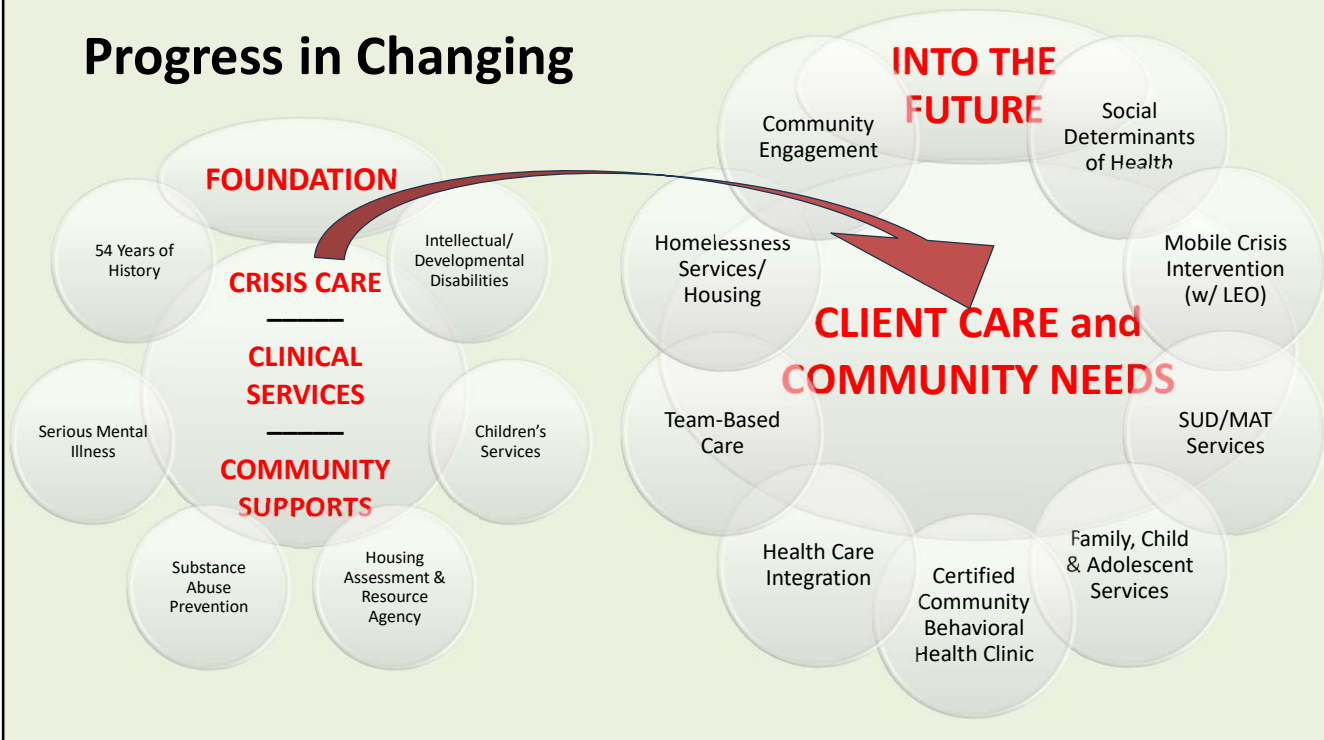 Progress in Changing
FOUNDATION
54 Years of
History
Intellectual/
Developmental
Disabilities
CRISIS CARE
_____
CLINICAL
SERVICES
_____
COMMUNITY
SUPPORTS
Serious Mental
Illness
Children's
Services
Substance
Abuse
Prevention
Housing
Assessment &
Resource
Agency
INTO THE
FUTURE
Community
Engagement
Social
Determinants
of Health
Homelessness
Services/
Housing
Mobile Crisis
Intervention
(w/ LEO)
CLIENT CARE and
COMMUNITY NEEDS
Team-Based
Care
SUD/MAT
Services
Health Care
Integration
Certified
Community
Behavioral
Health Clinic
Family, Child
& Adolescent
Services